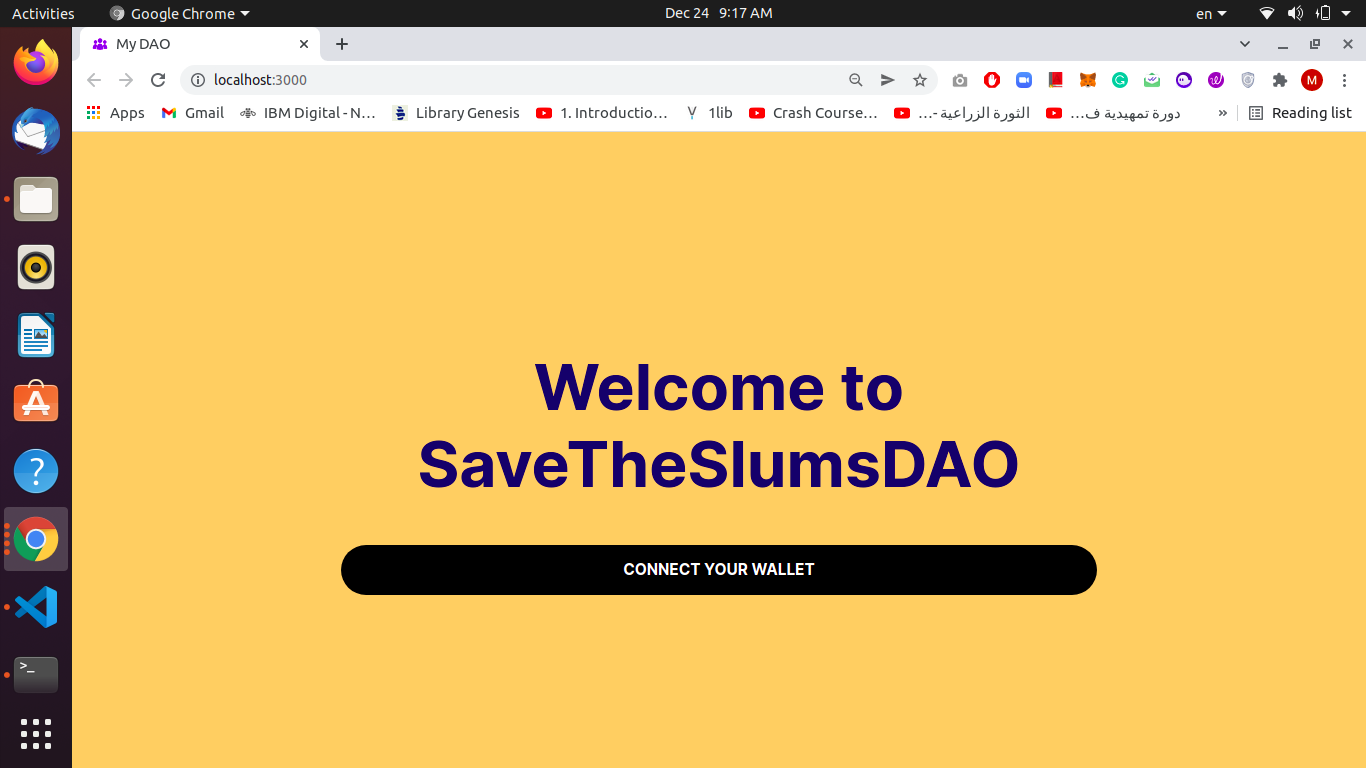 Activities Google Chrome Dec 24 9:17 AM en
My DAO
localhost:3000 M
Apps Gmail IBM Digital - N... Library Genesis 1. Introductio... 1lib Crash Course... الثورة الزراعية -... دورة تمهيدية ف... » Reading list
Welcome to
SaveTheSlumsDAO
CONNECT YOUR WALLET